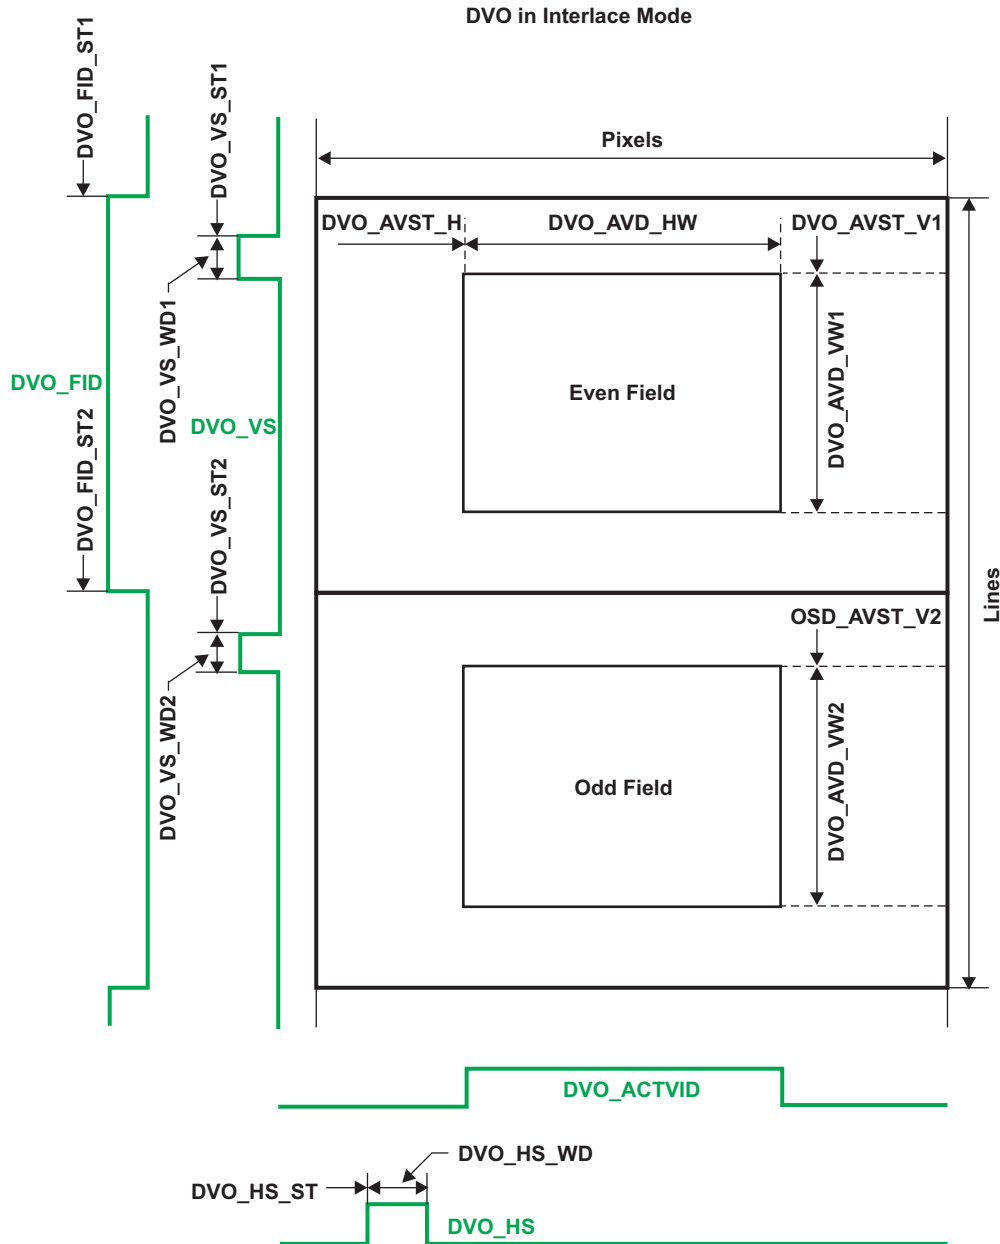 DVO in Interlace Mode
DVO_FID_ST1
DVO_VS_ST1
Pixels
DVO_AVST_H
DVO_AVD_HW
DVO_AVST_V1
DVO_VS_WD1
DVO_AVD_VW1
DVO_FID
Even Field
DVO_VS
DVO_FID_ST2
DVO_VS_ST2
Lines
OSD_AVST_V2
DVO_VS_WD2
DVO_AVD_VW2
Odd Field
DVO_ACTVID
DVO_HS_WD
DVO_HS_ST
DVO_HS